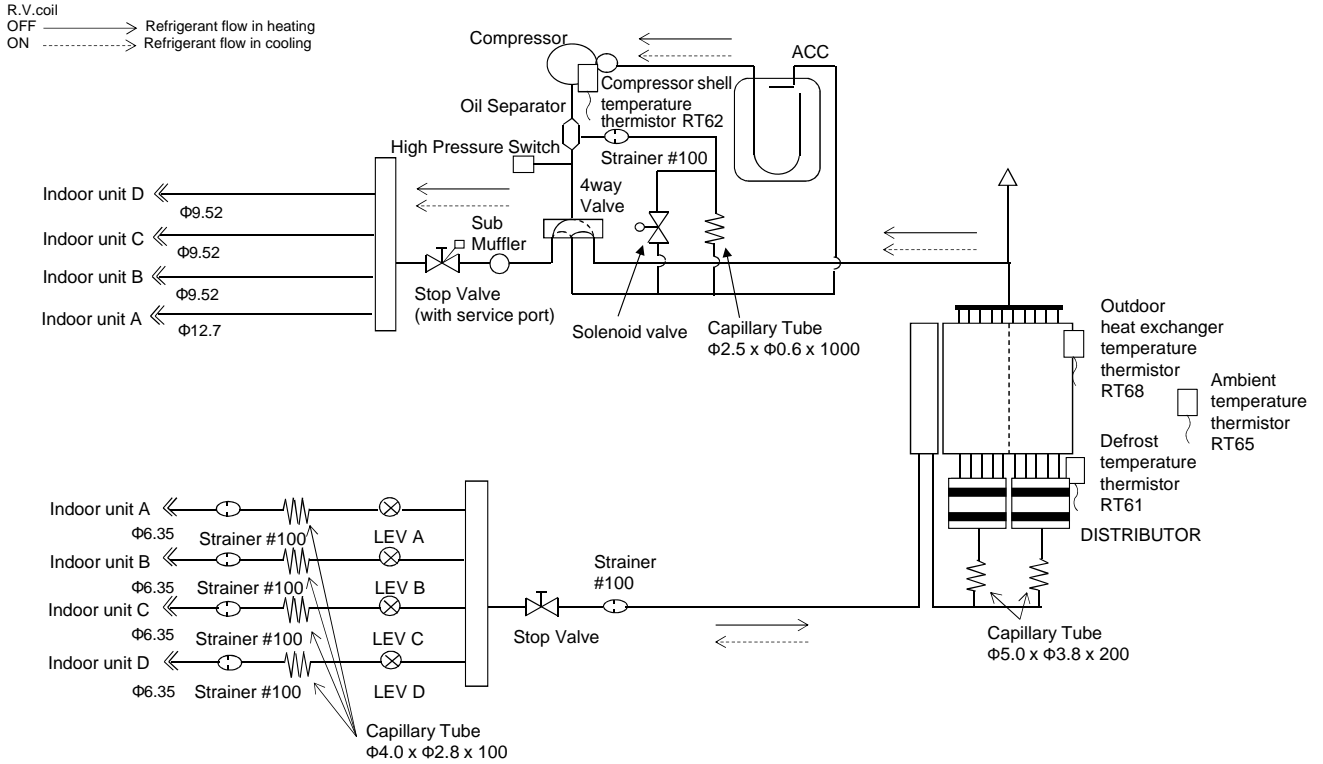 R.V.coil
OFF Refrigerant flow in heating
ON Refrigerant flow in cooling
Compressor
ACC
Compressor shell
temperature
thermistor RT62
Oil Separator
High Pressure Switch
Strainer #100
4way
Valve
Sub
Muffler
Indoor unit D
Φ9.52
Indoor unit C
Φ9.52
Indoor unit B
Φ9.52
Indoor unit A
Φ12.7
Stop Valve
(with service port)
Solenoid valve
Capillary Tube
Φ2.5 x Φ0.6 x 1000
Outdoor
heat exchanger
temperature
thermistor
RT68
Ambient
temperature
thermistor
RT65
Defrost
temperature
thermistor
RT61
DISTRIBUTOR
Capillary Tube
Φ5.0 x Φ3.8 x 200
Indoor unit A
Φ6.35
Strainer #100
LEV A
Indoor unit B
Φ6.35
Strainer #100
LEV B
Indoor unit C
Φ6.35
Strainer #100
LEV C
Indoor unit D
Φ6.35
Strainer #100
LEV D
Stop Valve
Strainer
#100
Capillary Tube
Φ4.0 x Φ2.8 x 100